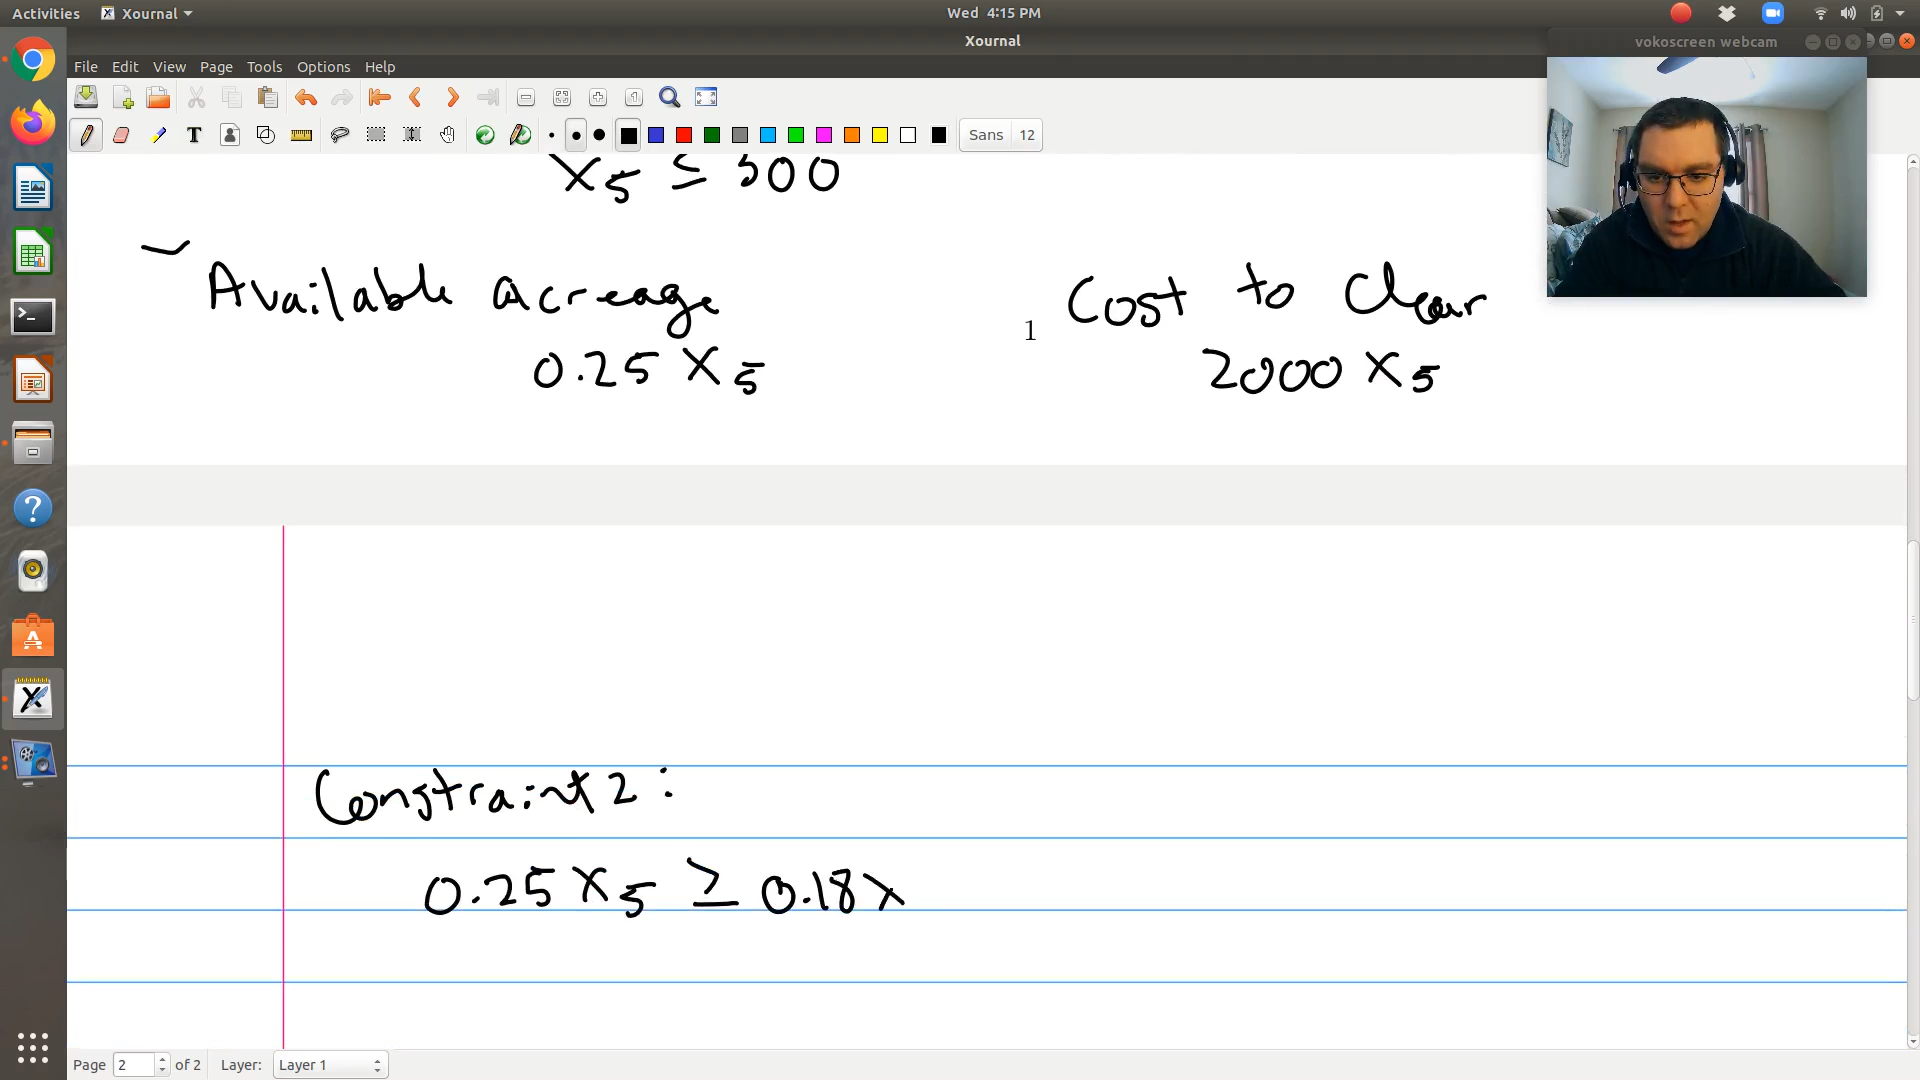 Activities Xournal Wed 4:15 PM
Xournal
vokoscreen webcam
File Edit View Page Tools Options Help
Sans 12
X5 ≤ 300
Available acreage
Cost to Clear
1
0.25 X5
2000 X5
Constraint 2:
0.25 X5 ≥ 0.18 X
Page 2 of 2 Layer: Layer 1